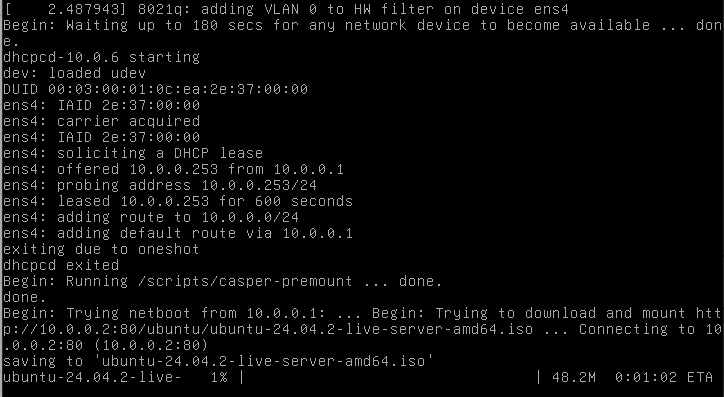 [    2.487943] 8021q: adding VLAN 0 to HW filter on device ens4
Begin: Waiting up to 180 secs for any network device to become available ... don
e.
dhcpcd-10.0.6 starting
dev: loaded udev
DUID 00:03:00:01:0c:ea:2e:37:00:00
ens4: IAID 2e:37:00:00
ens4: carrier acquired
ens4: IAID 2e:37:00:00
ens4: soliciting a DHCP lease
ens4: offered 10.0.0.253 from 10.0.0.1
ens4: probing address 10.0.0.253/24
ens4: leased 10.0.0.253 for 600 seconds
ens4: adding route to 10.0.0.0/24
ens4: adding default route via 10.0.0.1
exiting due to oneshot
dhcpcd exited
Begin: Running /scripts/casper-premount ... done.
done.
Begin: Trying netboot from 10.0.0.1: ... Begin: Trying to download and mount htt
p://10.0.0.2:80/ubuntu/ubuntu-24.04.2-live-server-amd64.iso ... Connecting to 10
.0.0.2:80 (10.0.0.2:80)
saving to 'ubuntu-24.04.2-live-server-amd64.iso'
ubuntu-24.04.2-live-   1% |                                | 48.2M  0:01:02 ETA